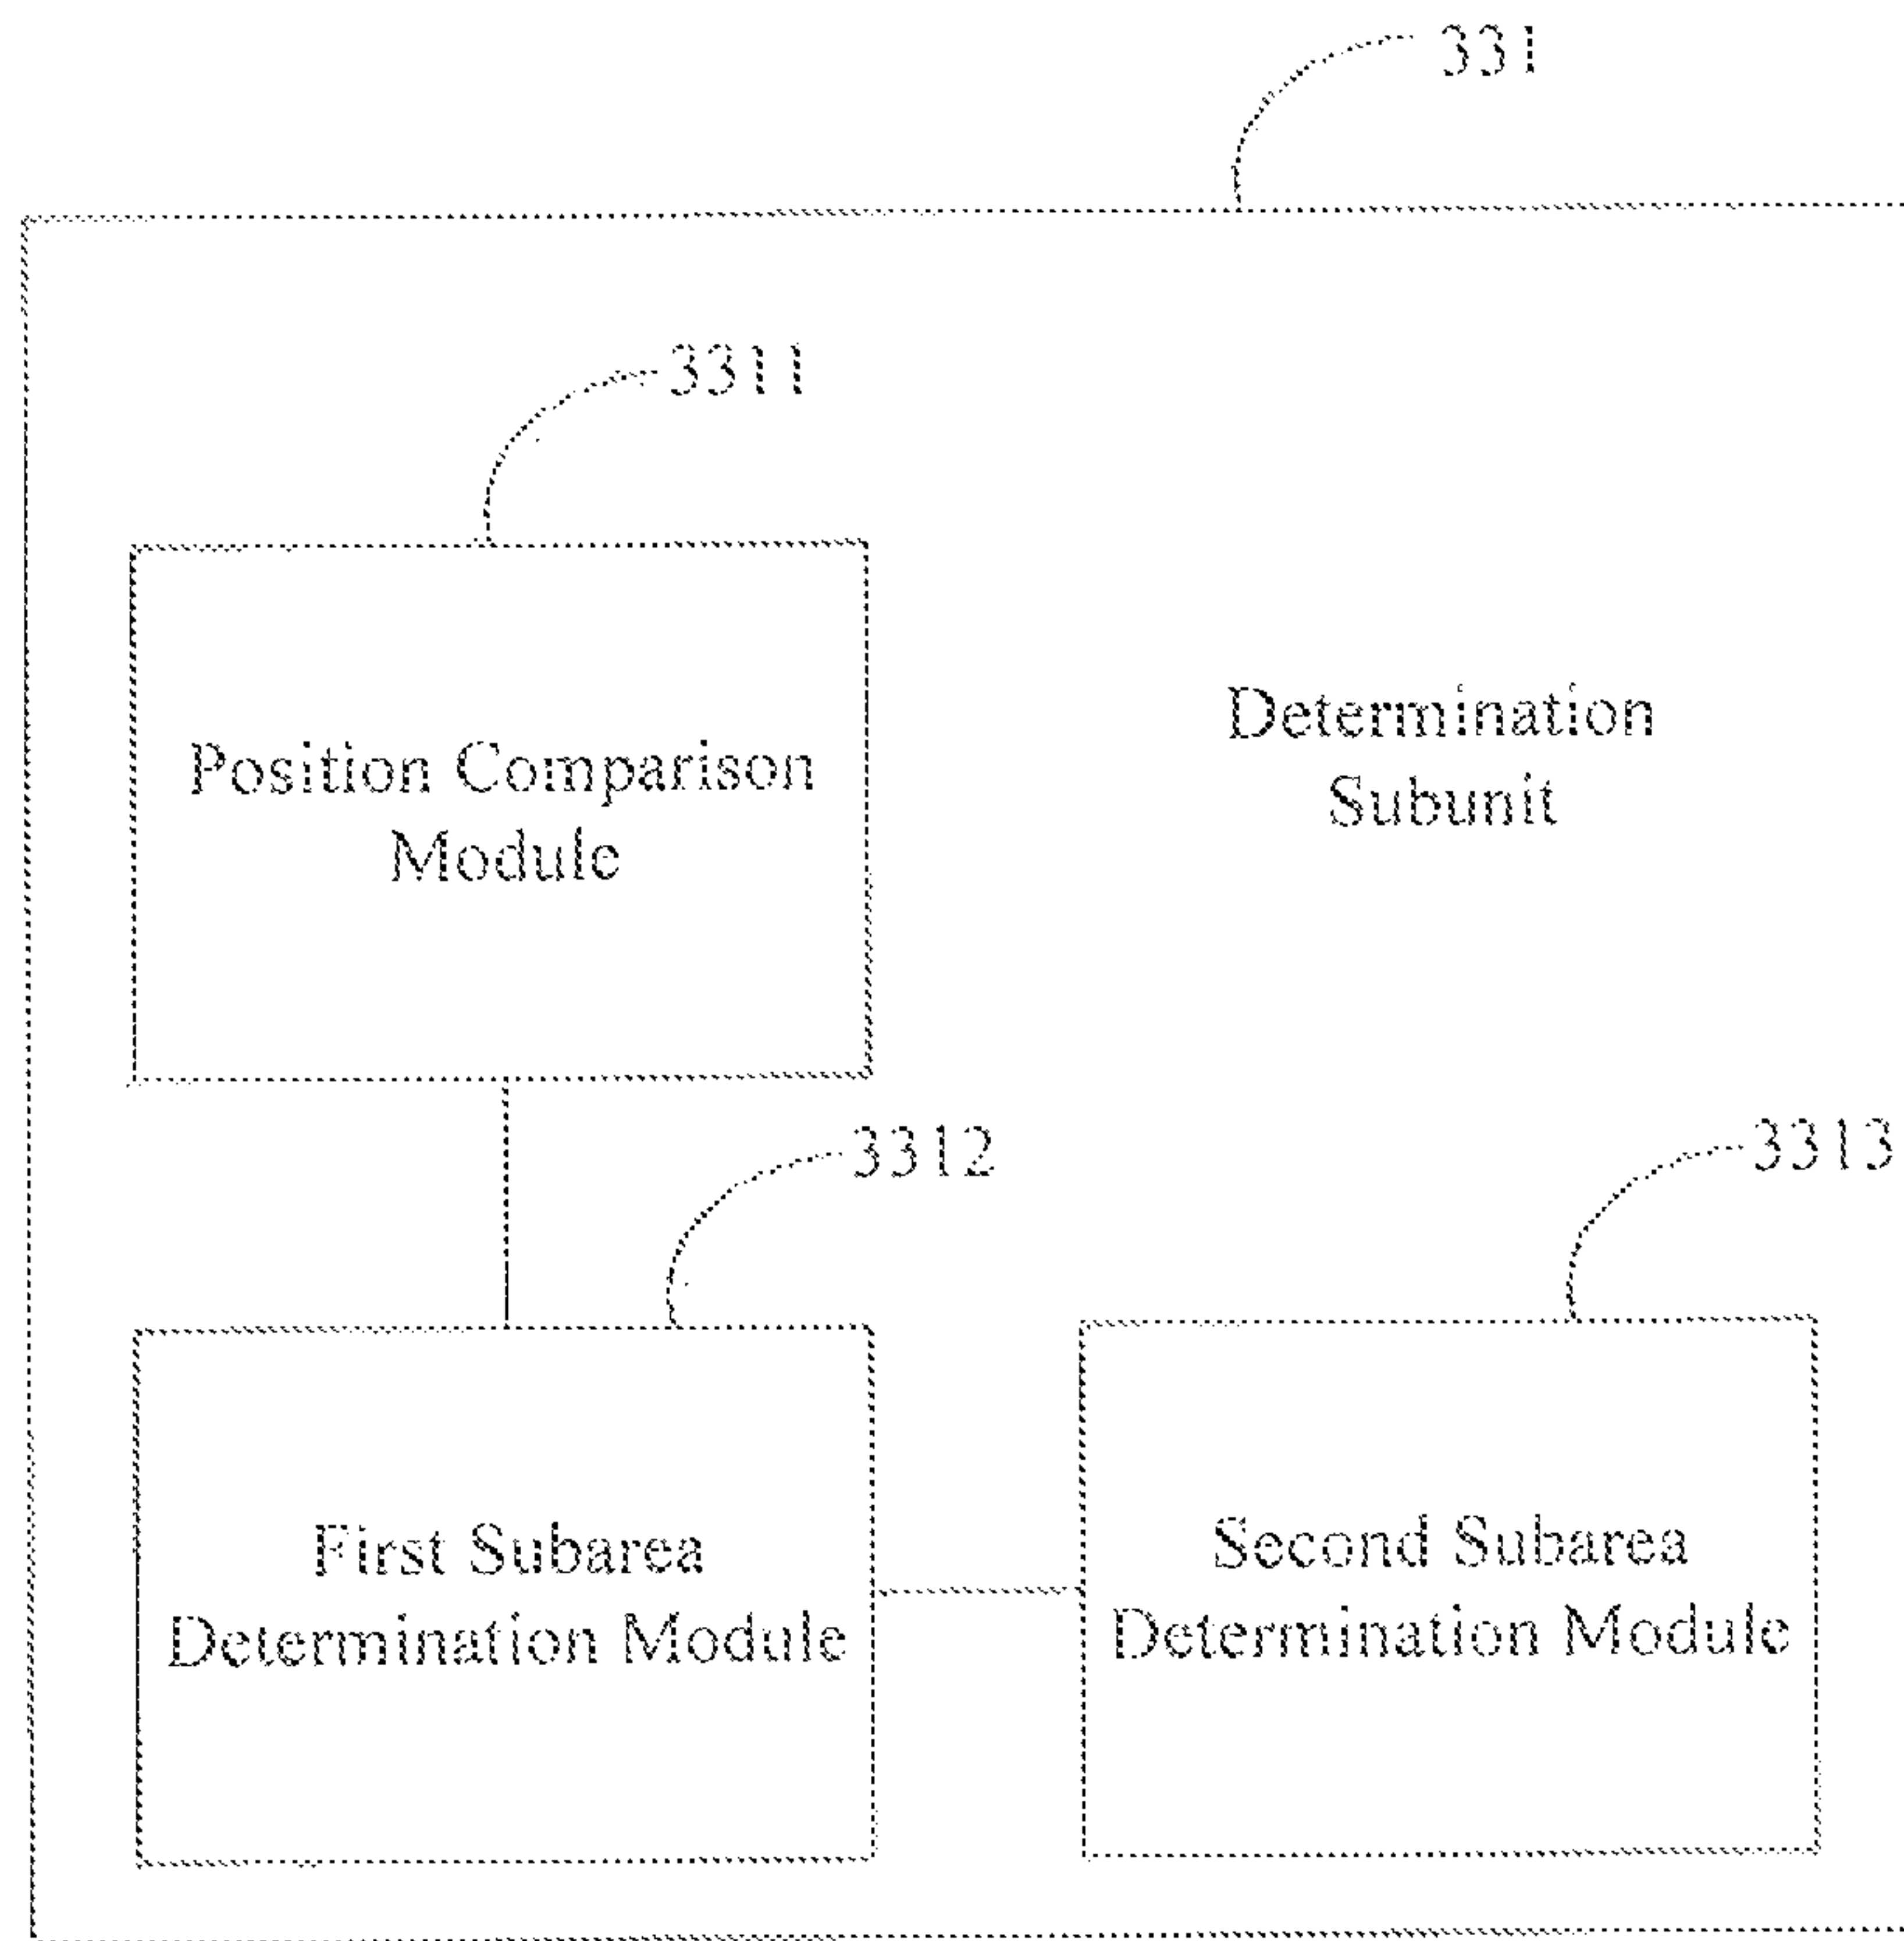 331
3311
Position Comparison
Module
Determination
Subunit
3312
3313
First Subarea
Determination Module
Second Subarea
Determination Module